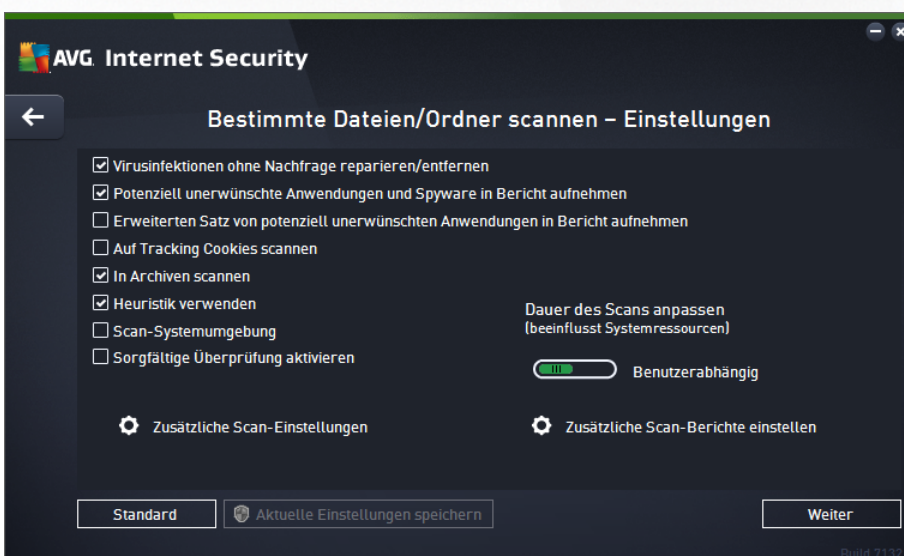 AVG. Internet Security
Bestimmte Dateien/Ordner scannen – Einstellungen
Virusinfektionen ohne Nachfrage reparieren/entfernen
Potenziell unerwünschte Anwendungen und Spyware in Bericht aufnehmen
Erweiterten Satz von potenziell unerwünschten Anwendungen in Bericht aufnehmen
Auf Tracking Cookies scannen
In Archiven scannen
Heuristik verwenden
Scan-Systemumgebung
Sorgfältige Überprüfung aktivieren
Dauer des Scans anpassen
(beeinflusst Systemressourcen)
Benutzerabhängig
Zusätzliche Scan-Einstellungen
Zusätzliche Scan-Berichte einstellen
Standard
Aktuelle Einstellungen speichern
Weiter
Build 7132